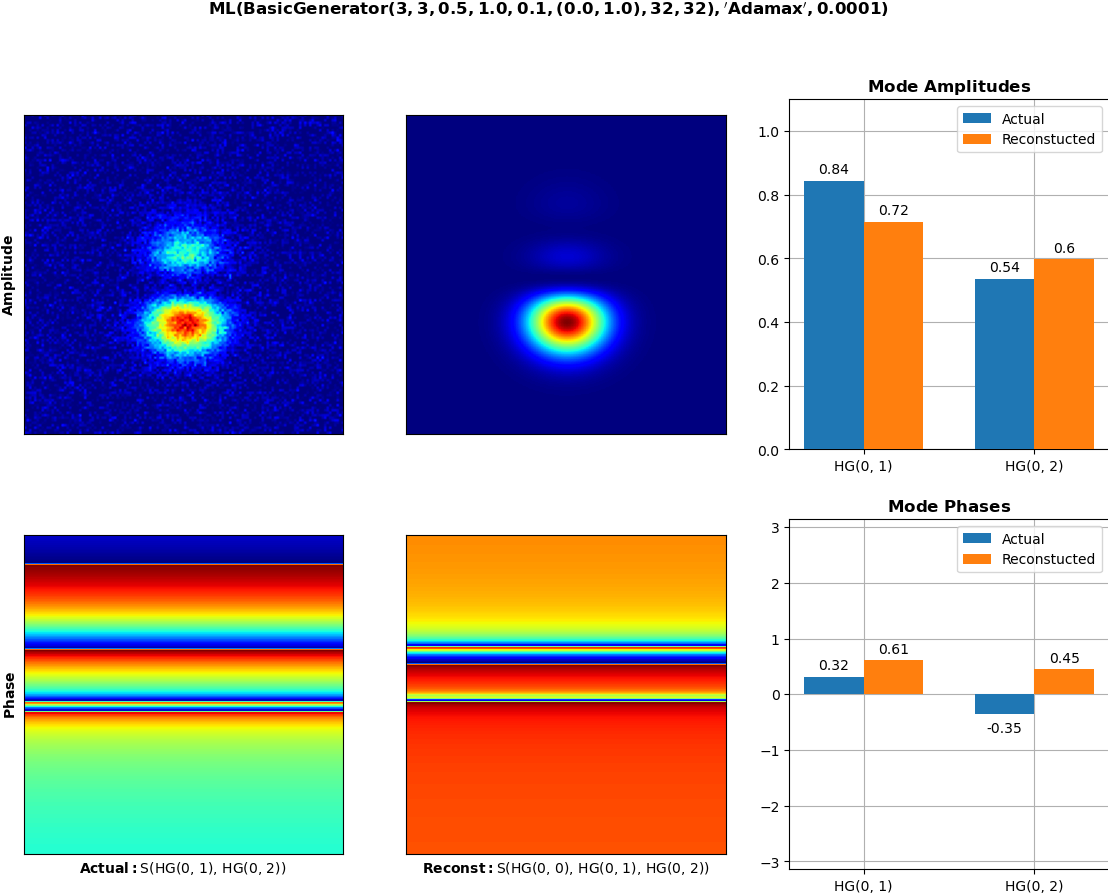 ML(BasicGenerator(3, 3, 0.5, 1.0, 0.1, (0.0, 1.0), 32, 32), ′Adamax′, 0.0001)
Amplitude
Mode Amplitudes
Actual
Reconstucted
1.0
0.8
0.6
0.4
0.2
0.0
0.84
0.72
0.54
0.6
HG(0, 1)
HG(0, 2)
Phase
Actual: S(HG(0, 1), HG(0, 2))
Reconst: S(HG(0, 0), HG(0, 1), HG(0, 2))
Mode Phases
Actual
Reconstucted
3
2
1
0
−1
−2
−3
0.32
0.61
-0.35
0.45
HG(0, 1)
HG(0, 2)